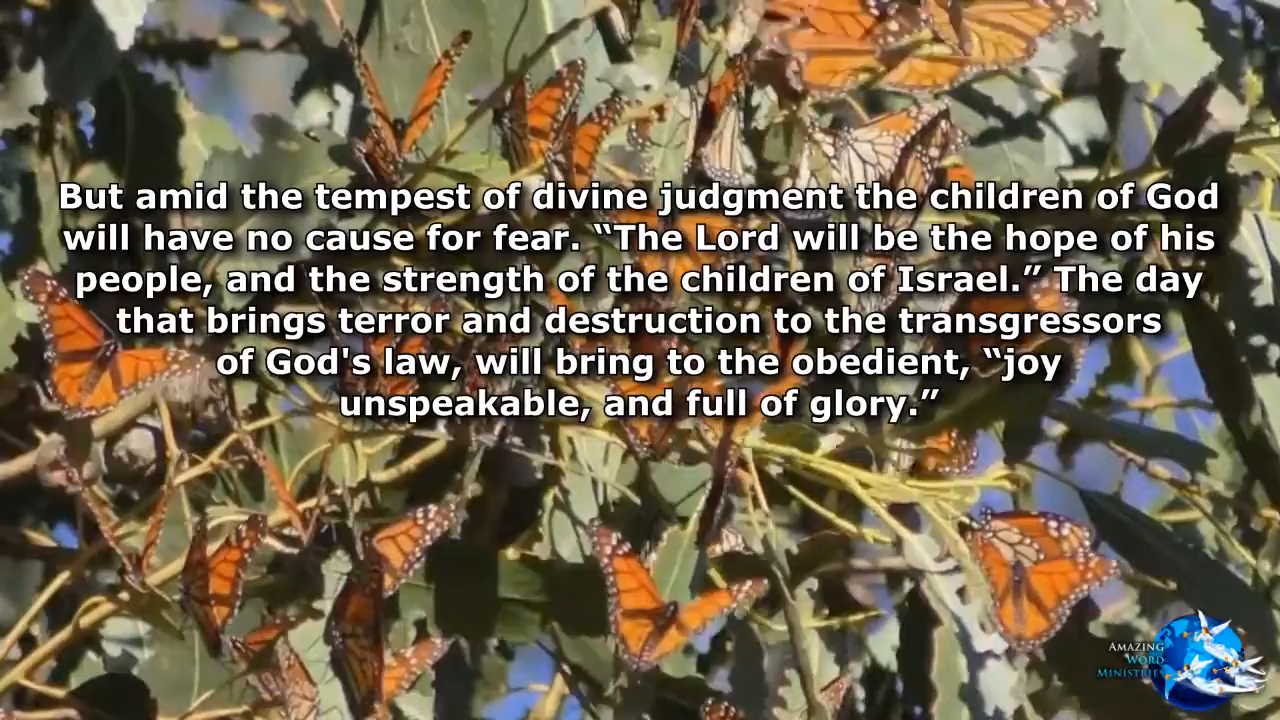 But amid the tempest of divine judgment the children of God
will have no cause for fear. “The Lord will be the hope of his
people, and the strength of the children of Israel.” The day
that brings terror and destruction to the transgressors
of God's law, will bring to the obedient, “joy
unspeakable, and full of glory.”
Amazing
Word
Ministries